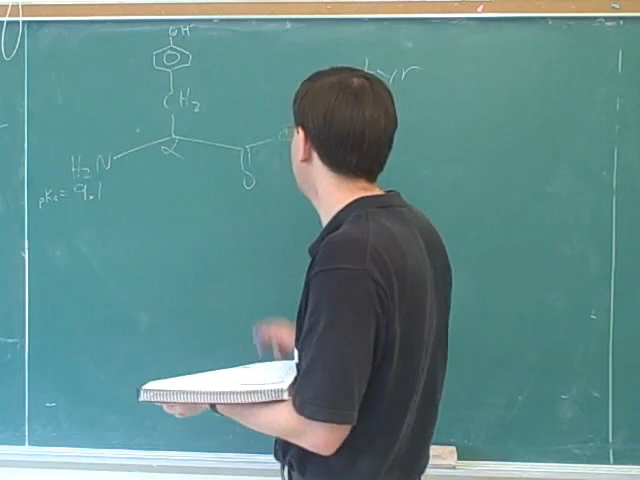 OH
tyr
CH2
α
C
H2N
O
pKa = 9.1